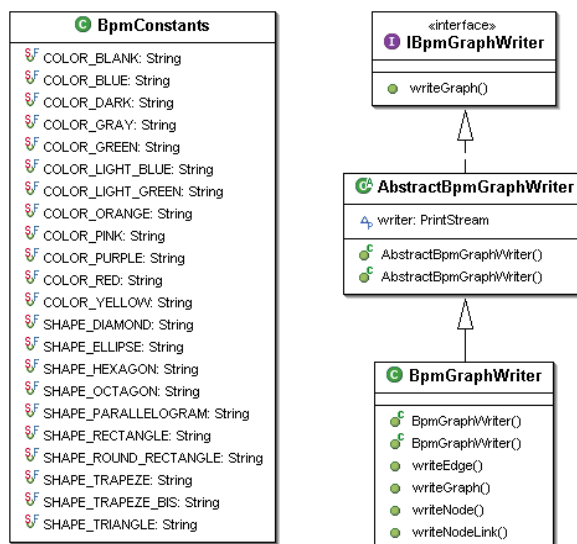 BpmConstants
COLOR_BLANK: String
COLOR_BLUE: String
COLOR_DARK: String
COLOR_GRAY: String
COLOR_GREEN: String
COLOR_LIGHT_BLUE: String
COLOR_LIGHT_GREEN: String
COLOR_ORANGE: String
COLOR_PINK: String
COLOR_PURPLE: String
COLOR_RED: String
COLOR_YELLOW: String
SHAPE_DIAMOND: String
SHAPE_ELLIPSE: String
SHAPE_HEXAGON: String
SHAPE_OCTAGON: String
SHAPE_PARALLELOGRAM: String
SHAPE_RECTANGLE: String
SHAPE_ROUND_RECTANGLE: String
SHAPE_TRAPEZE: String
SHAPE_TRAPEZE_BIS: String
SHAPE_TRIANGLE: String
«interface»
IBpmGraphWriter
writeGraph()
AbstractBpmGraphWriter
writer: PrintStream
AbstractBpmGraphWriter()
AbstractBpmGraphWriter()
BpmGraphWriter
BpmGraphWriter()
BpmGraphWriter()
writeEdge()
writeGraph()
writeNode()
writeNodeLink()